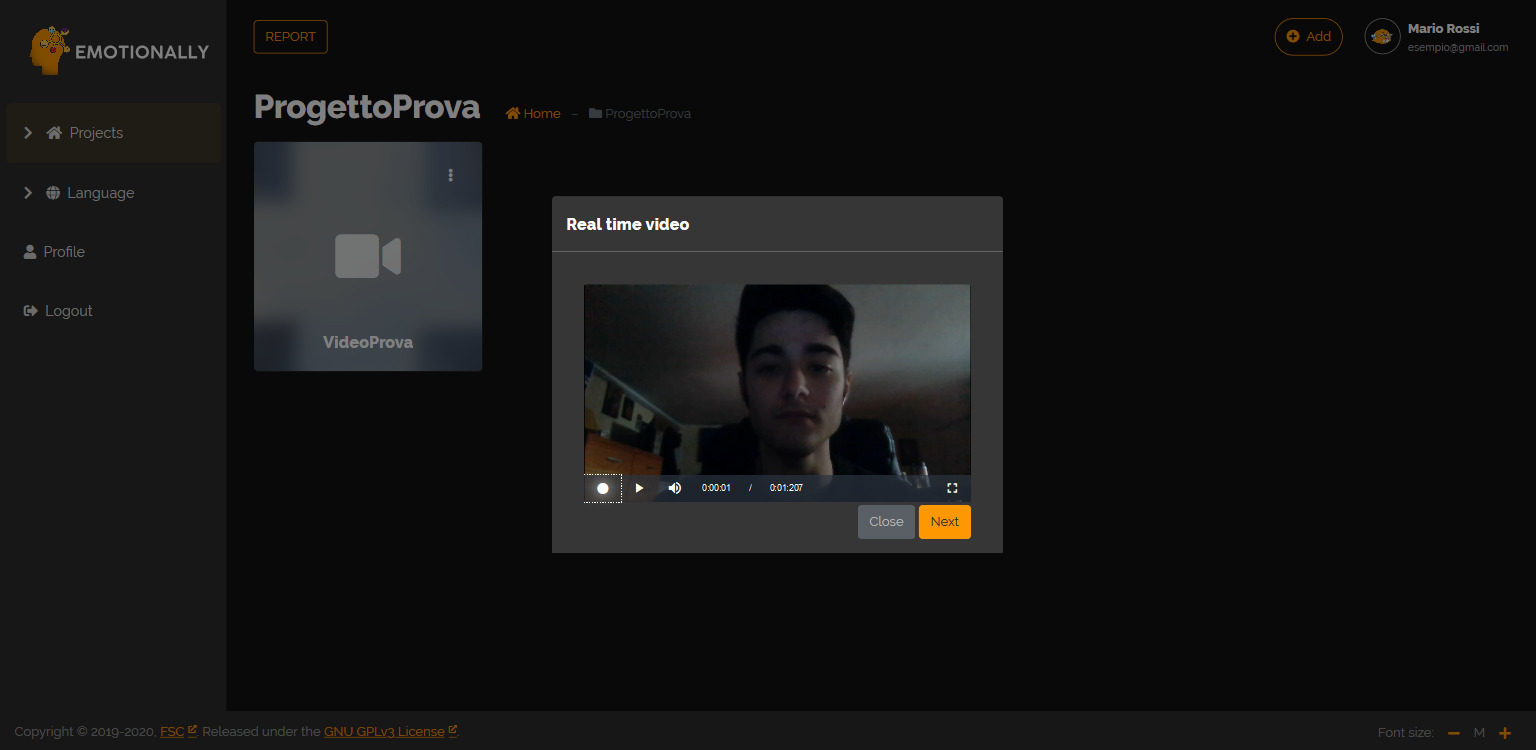 EMOTIONALLY
REPORT
Add
Mario Rossi
esempio@gmail.com
Projects
Language
Profile
Logout
ProgettoProva
Home – ProgettoProva
VideoProva
Real time video
0:00:01 / 0:01:207
Close
Next
Copyright © 2019-2020, FSC. Released under the GNU GPLv3 License.
Font size: M